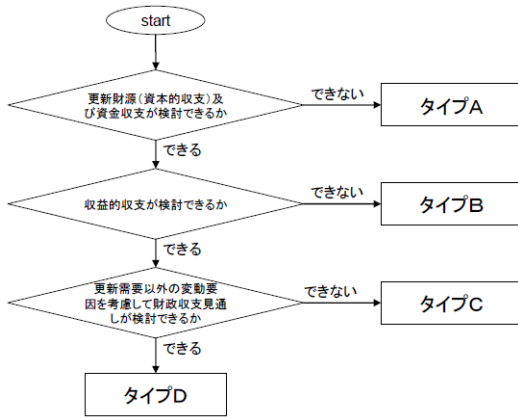 start
更新財源（資本的収支）及
び資金収支が検討できるか
できない
タイプA
できる
収益的収支が検討できるか
できない
タイプB
できる
更新需要以外の変動要
因を考慮して財政収支見通
しが検討できるか
できない
タイプC
できる
タイプD